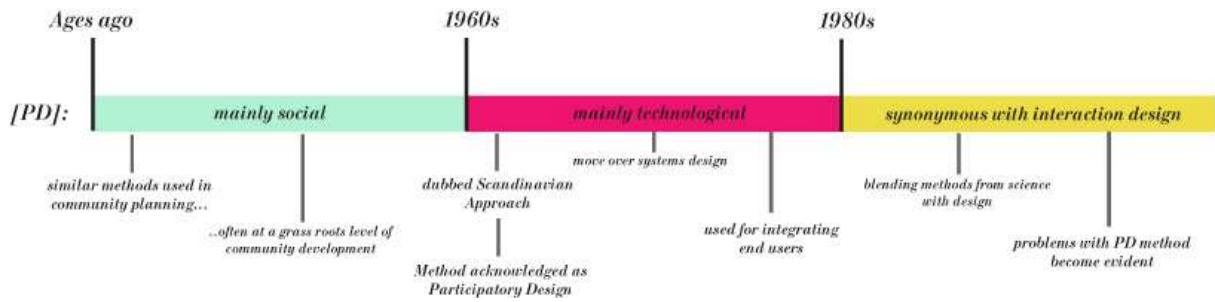 Ages ago
1960s
1980s
[PD]:
mainly social
mainly technological
synonymous with interaction design
similar methods used in
community planning...
...often at a grass roots level of
community development
dubbed Scandinavian
Approach
Method acknowledged as
Participatory Design
move over systems design
used for integrating
end users
blending methods from science
with design
problems with PD method
become evident